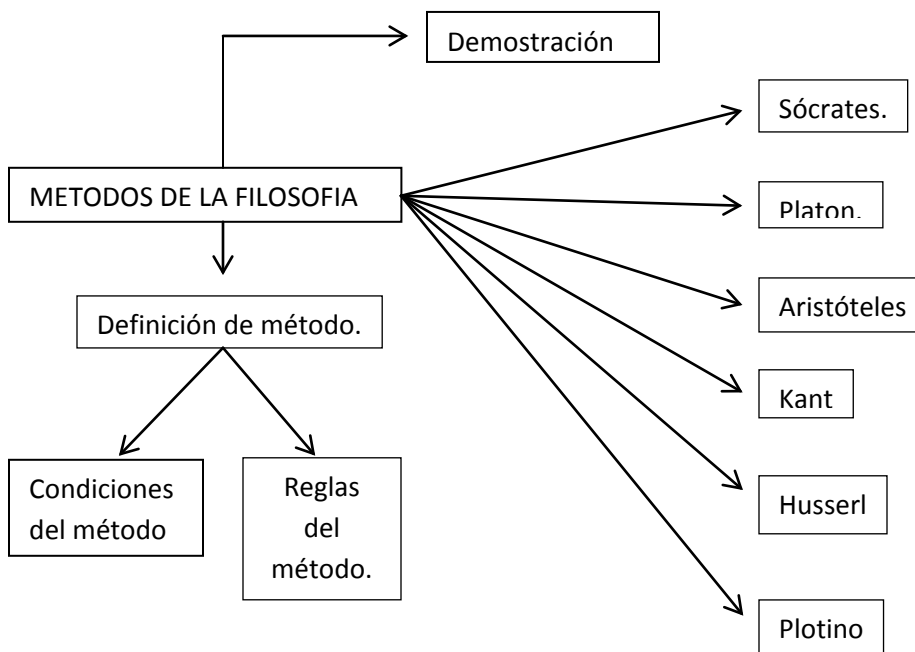 Demostración
Sócrates.
METODOS DE LA FILOSOFIA
Platon.
Definición de método.
Aristóteles
Kant
Condiciones
del método
Reglas
del
método.
Husserl
Plotino